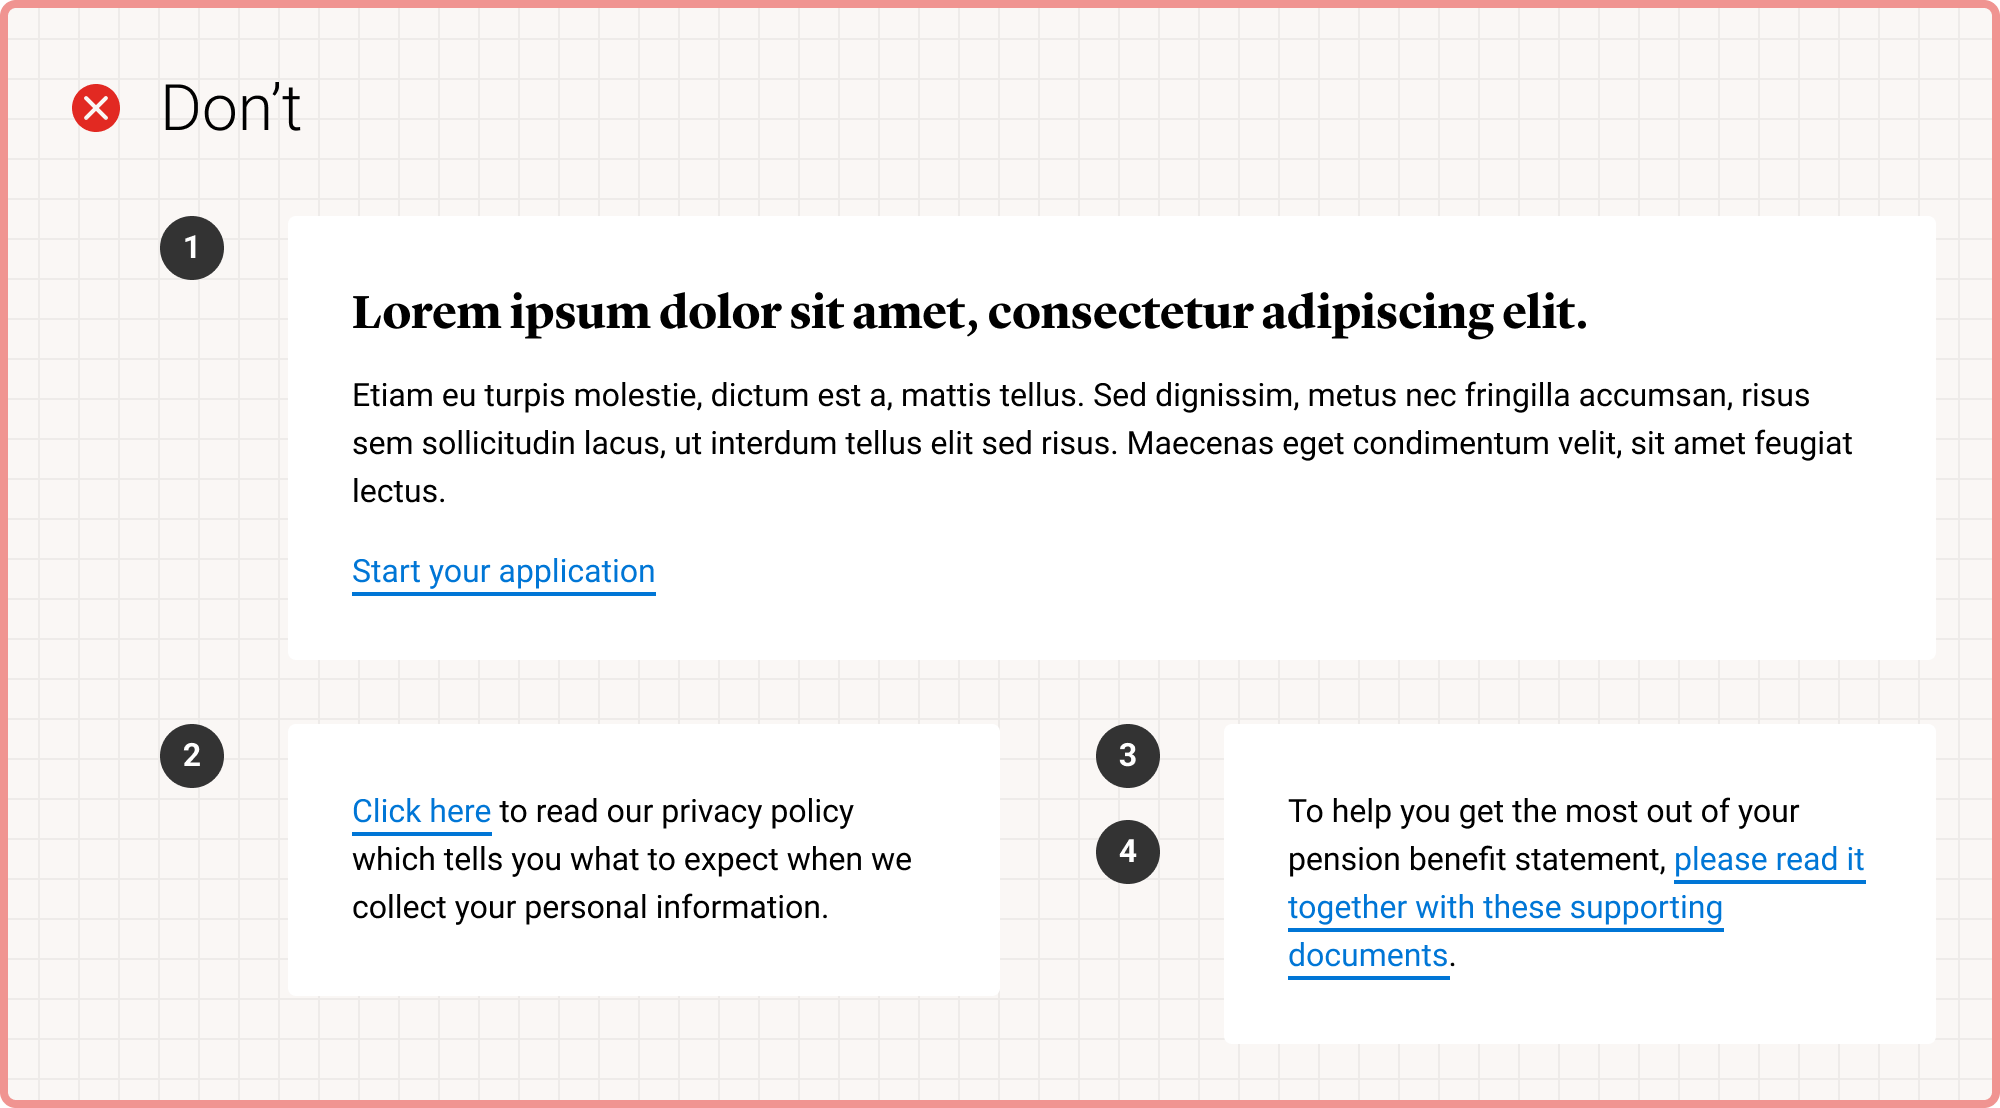 Don’t
1
Lorem ipsum dolor sit amet, consectetur adipiscing elit.
Etiam eu turpis molestie, dictum est a, mattis tellus. Sed dignissim, metus nec fringilla accumsan, risus
sem sollicitudin lacus, ut interdum tellus elit sed risus. Maecenas eget condimentum velit, sit amet feugiat
lectus.
Start your application
2
Click here to read our privacy policy
which tells you what to expect when we
collect your personal information.
3
4
To help you get the most out of your
pension benefit statement, please read it
together with these supporting
documents.